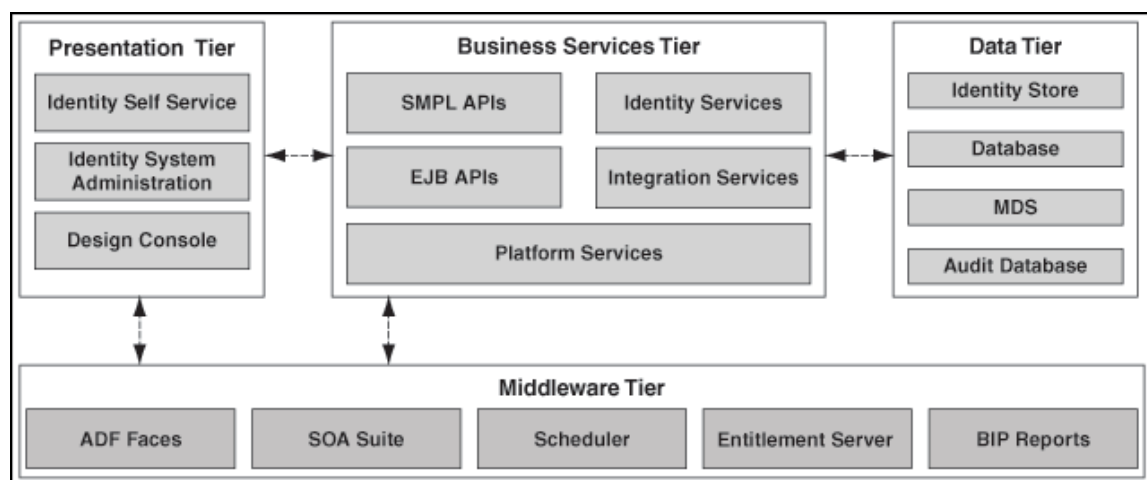 Presentation Tier
Identity Self Service
Identity System
Administration
Design Console
Business Services Tier
SMPL APIs
Identity Services
EJB APIs
Integration Services
Platform Services
Data Tier
Identity Store
Database
MDS
Audit Database
Middleware Tier
ADF Faces
SOA Suite
Scheduler
Entitlement Server
BIP Reports